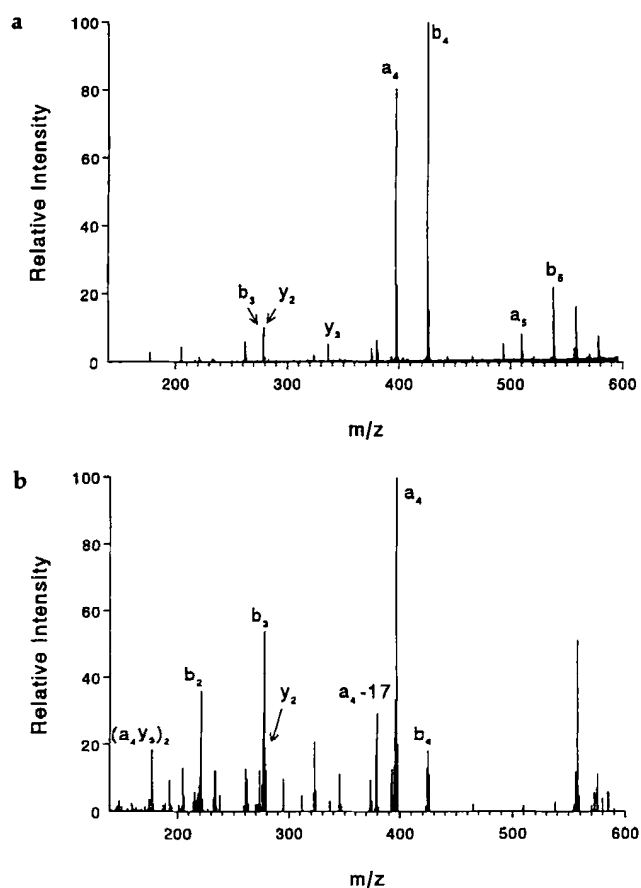 a
100
80
60
40
20
0
Relative Intensity
a₄
b₄
b₃ y₂
y₃
a₅
b₅
200 300 400 500 600
m/z
b
100
80
60
40
20
0
Relative Intensity
a₄
b₃
b₂
y₂
a₄ -17
(a₄y₅)₂
b₄
200 300 400 500 600
m/z